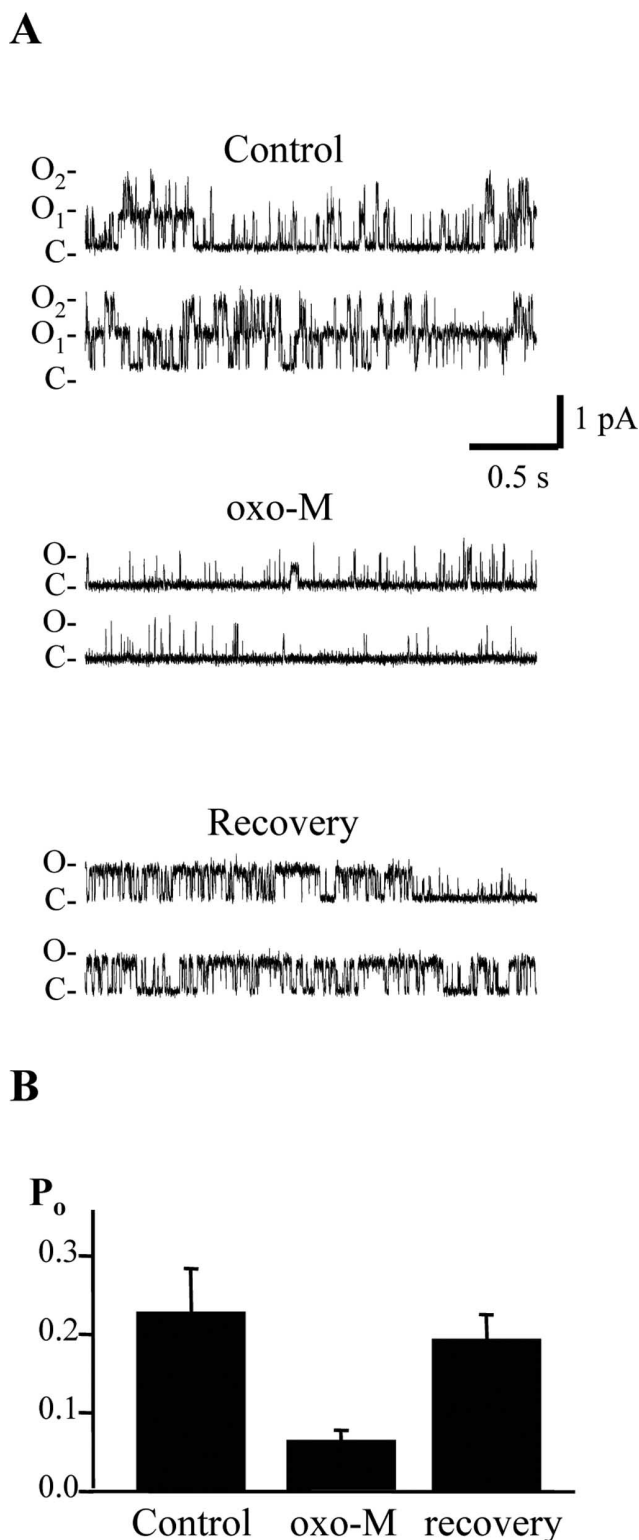 A
Control
O2-
O1-
C-
O2-
O1-
C-
1 pA
0.5 s
oxo-M
O-
C-
O-
C-
Recovery
O-
C-
O-
C-
B
Po
0.3
0.2
0.1
0.0
Control oxo-M recovery